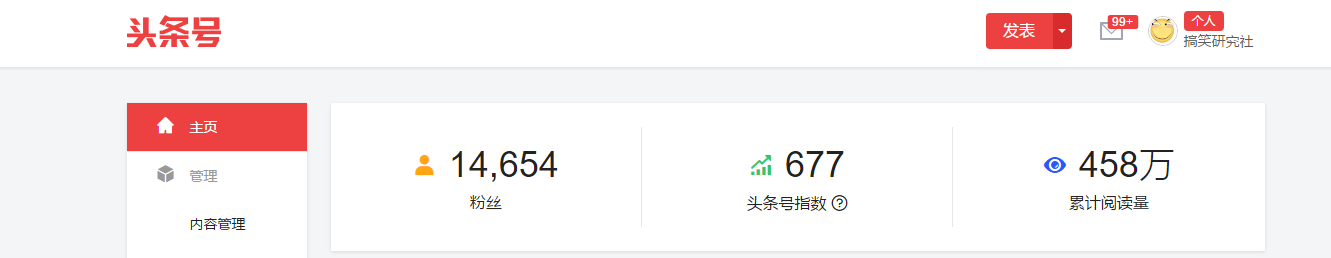 头条号
发表
99+
个人
搞笑研究社
主页
管理
内容管理
14,654
粉丝
677
头条号指数 ?
458万
累计阅读量